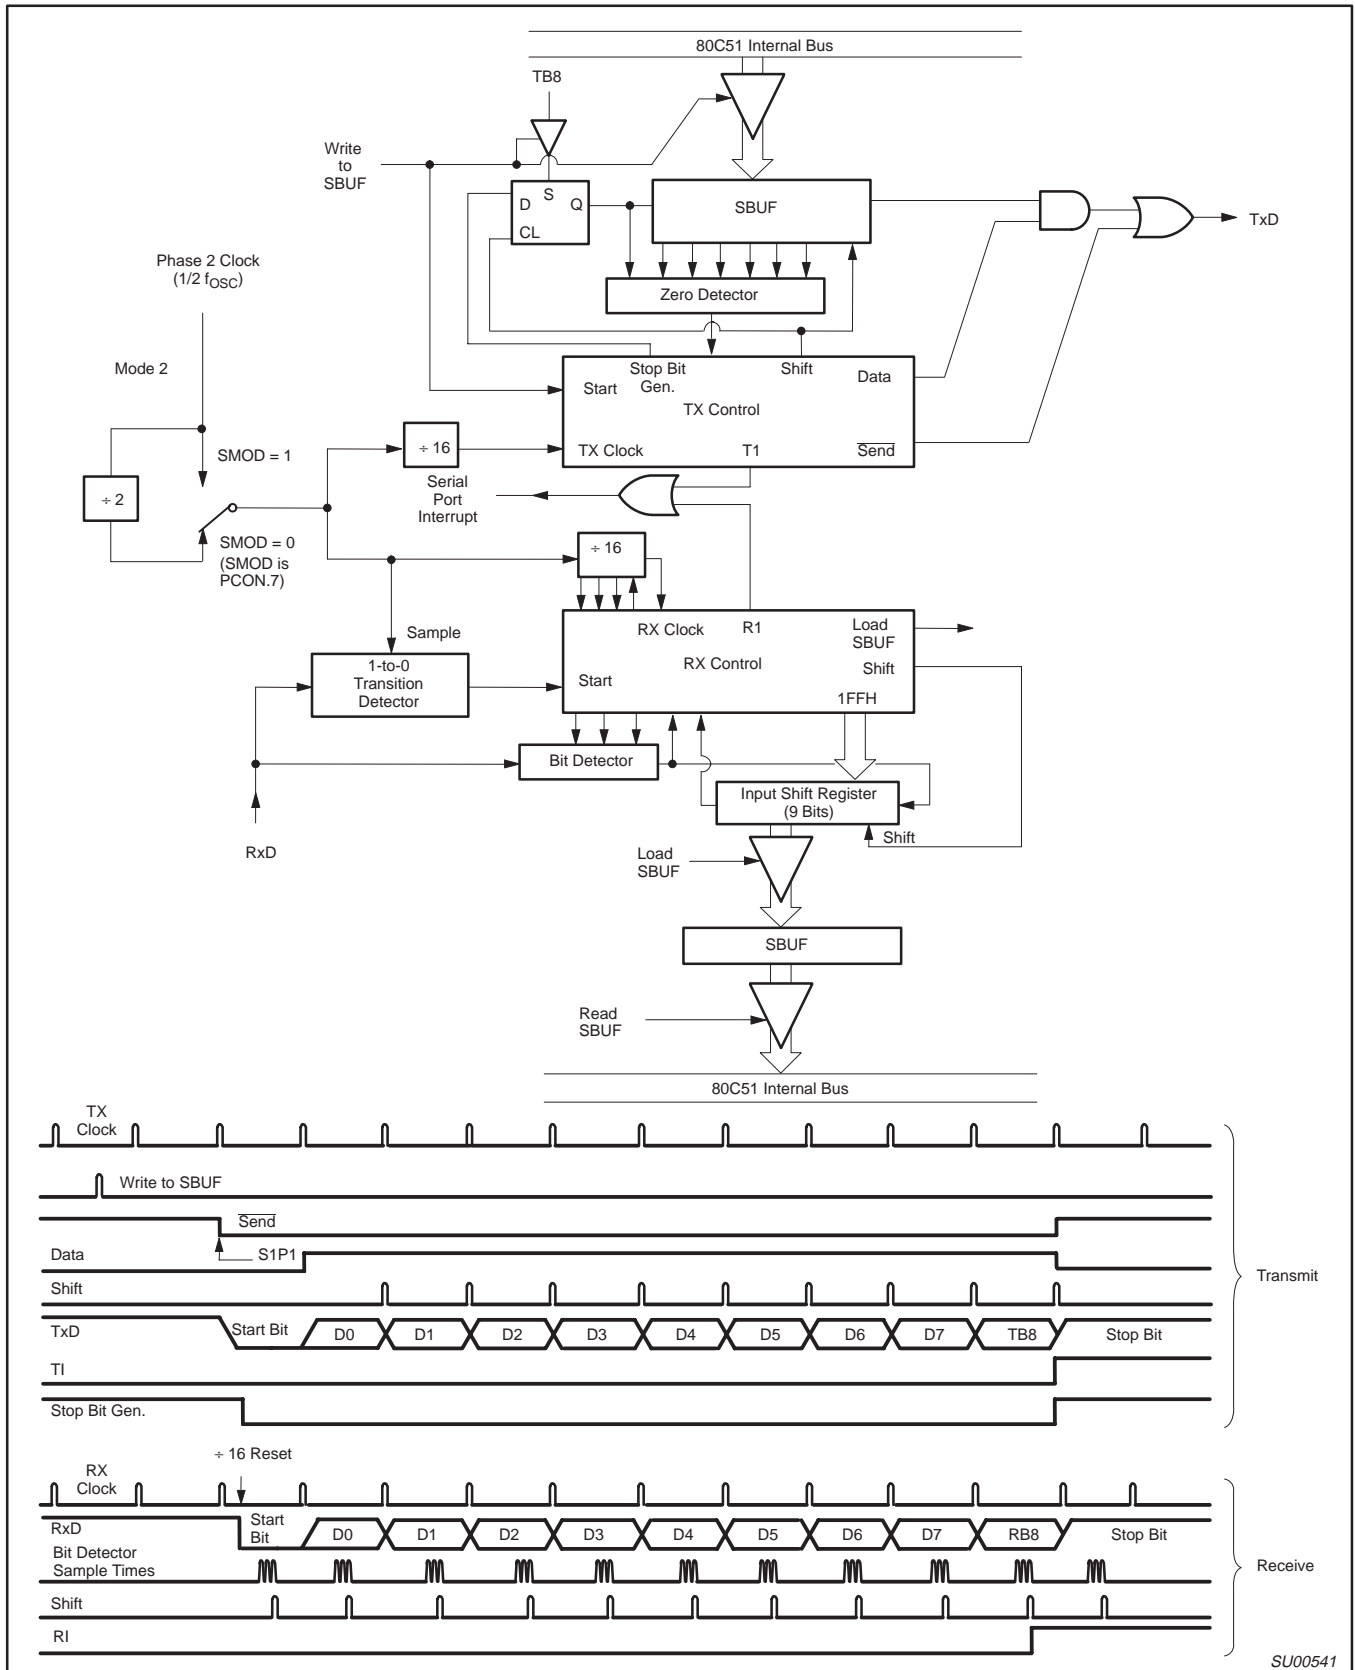 80C51 Internal Bus
TB8
Write
to
SBUF
D
S
Q
CL
SBUF
TxD
Phase 2 Clock
(1/2 fOSC)
Zero Detector
Mode 2
Stop Bit
Gen.
Shift
Data
Start
TX Control
÷ 16
TX Clock
T1
Send
SMOD = 1
÷ 2
Serial
Port
Interrupt
SMOD = 0
(SMOD is
PCON.7)
÷ 16
Sample
RX Clock
R1
Load
SBUF
RX Control
Shift
1-to-0
Transition
Detector
Start
1FFH
Bit Detector
Input Shift Register
(9 Bits)
Shift
RxD
Load
SBUF
SBUF
Read
SBUF
80C51 Internal Bus
TX
Clock
Write to SBUF
Send
S1P1
Data
Shift
TxD
Start Bit
D0
D1
D2
D3
D4
D5
D6
D7
TB8
Stop Bit
TI
Stop Bit Gen.
Transmit
÷ 16 Reset
RX
Clock
RxD
Start
Bit
D0
D1
D2
D3
D4
D5
D6
D7
RB8
Stop Bit
Bit Detector
Sample Times
Shift
RI
Receive
SU00541